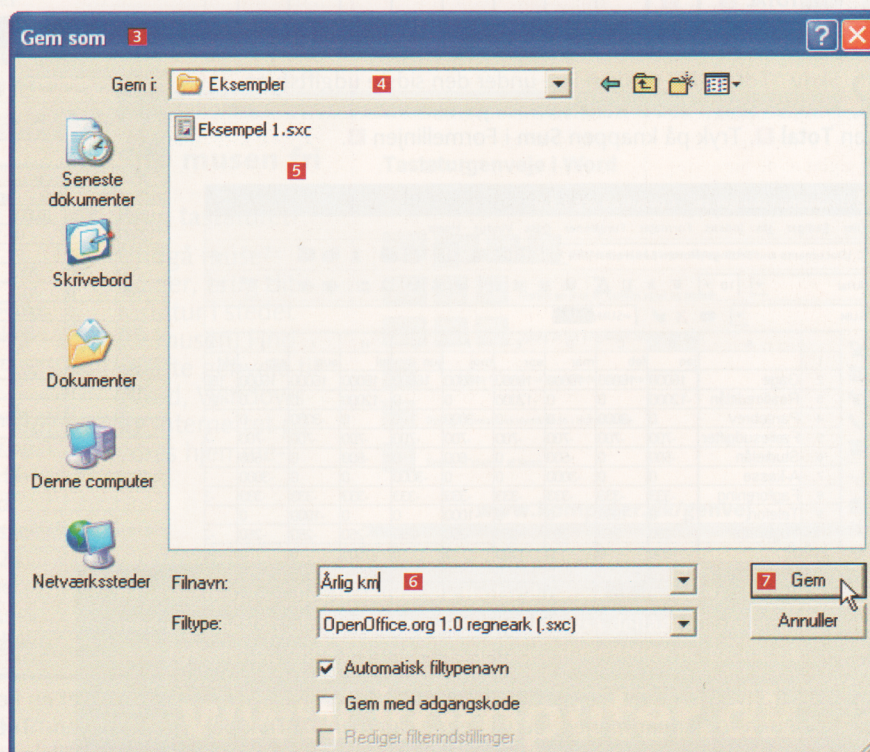 Gem som 3
Gem i: Eksempler 4
Eksempel 1.sxc
5
Seneste
dokumenter
Skrivebord
Dokumenter
Denne computer
Netværkssteder
Filnavn: Årlig km 6
7 Gem
Filtype: OpenOffice.org 1.0 regneark (.sxc)
Annuller
Automatisk filtypenavn
Gem med adgangskode
Rediger filterindstillinger